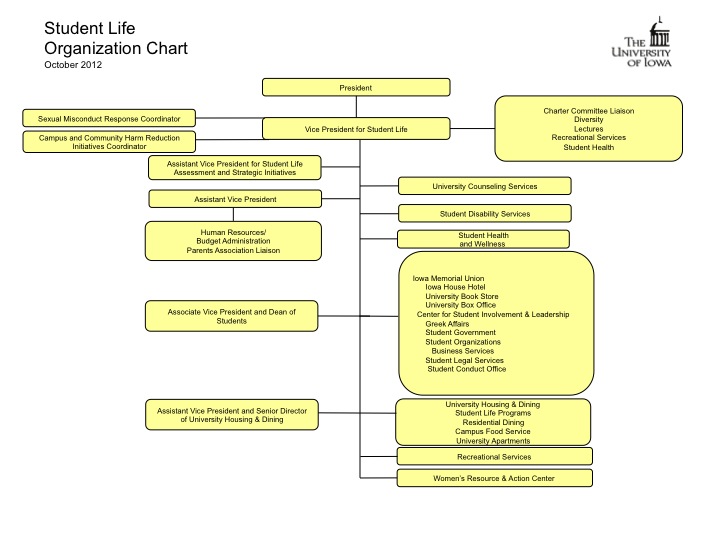 Student Life
Organization Chart
October 2012
THE
UNIVERSITY
OF IOWA
President
Sexual Misconduct Response Coordinator
Campus and Community Harm Reduction
Initiatives Coordinator
Vice President for Student Life
Charter Committee Liaison
Diversity
Lectures
Recreational Services
Student Health
Assistant Vice President for Student Life
Assessment and Strategic Initiatives
Assistant Vice President
Human Resources/
Budget Administration
Parents Association Liaison
University Counseling Services
Student Disability Services
Student Health
and Wellness
Associate Vice President and Dean of
Students
Iowa Memorial Union
Iowa House Hotel
University Book Store
University Box Office
Center for Student Involvement & Leadership
Greek Affairs
Student Government
Student Organizations
Business Services
Student Legal Services
Student Conduct Office
Assistant Vice President and Senior Director
of University Housing & Dining
University Housing & Dining
Student Life Programs
Residential Dining
Campus Food Service
University Apartments
Recreational Services
Women's Resource & Action Center